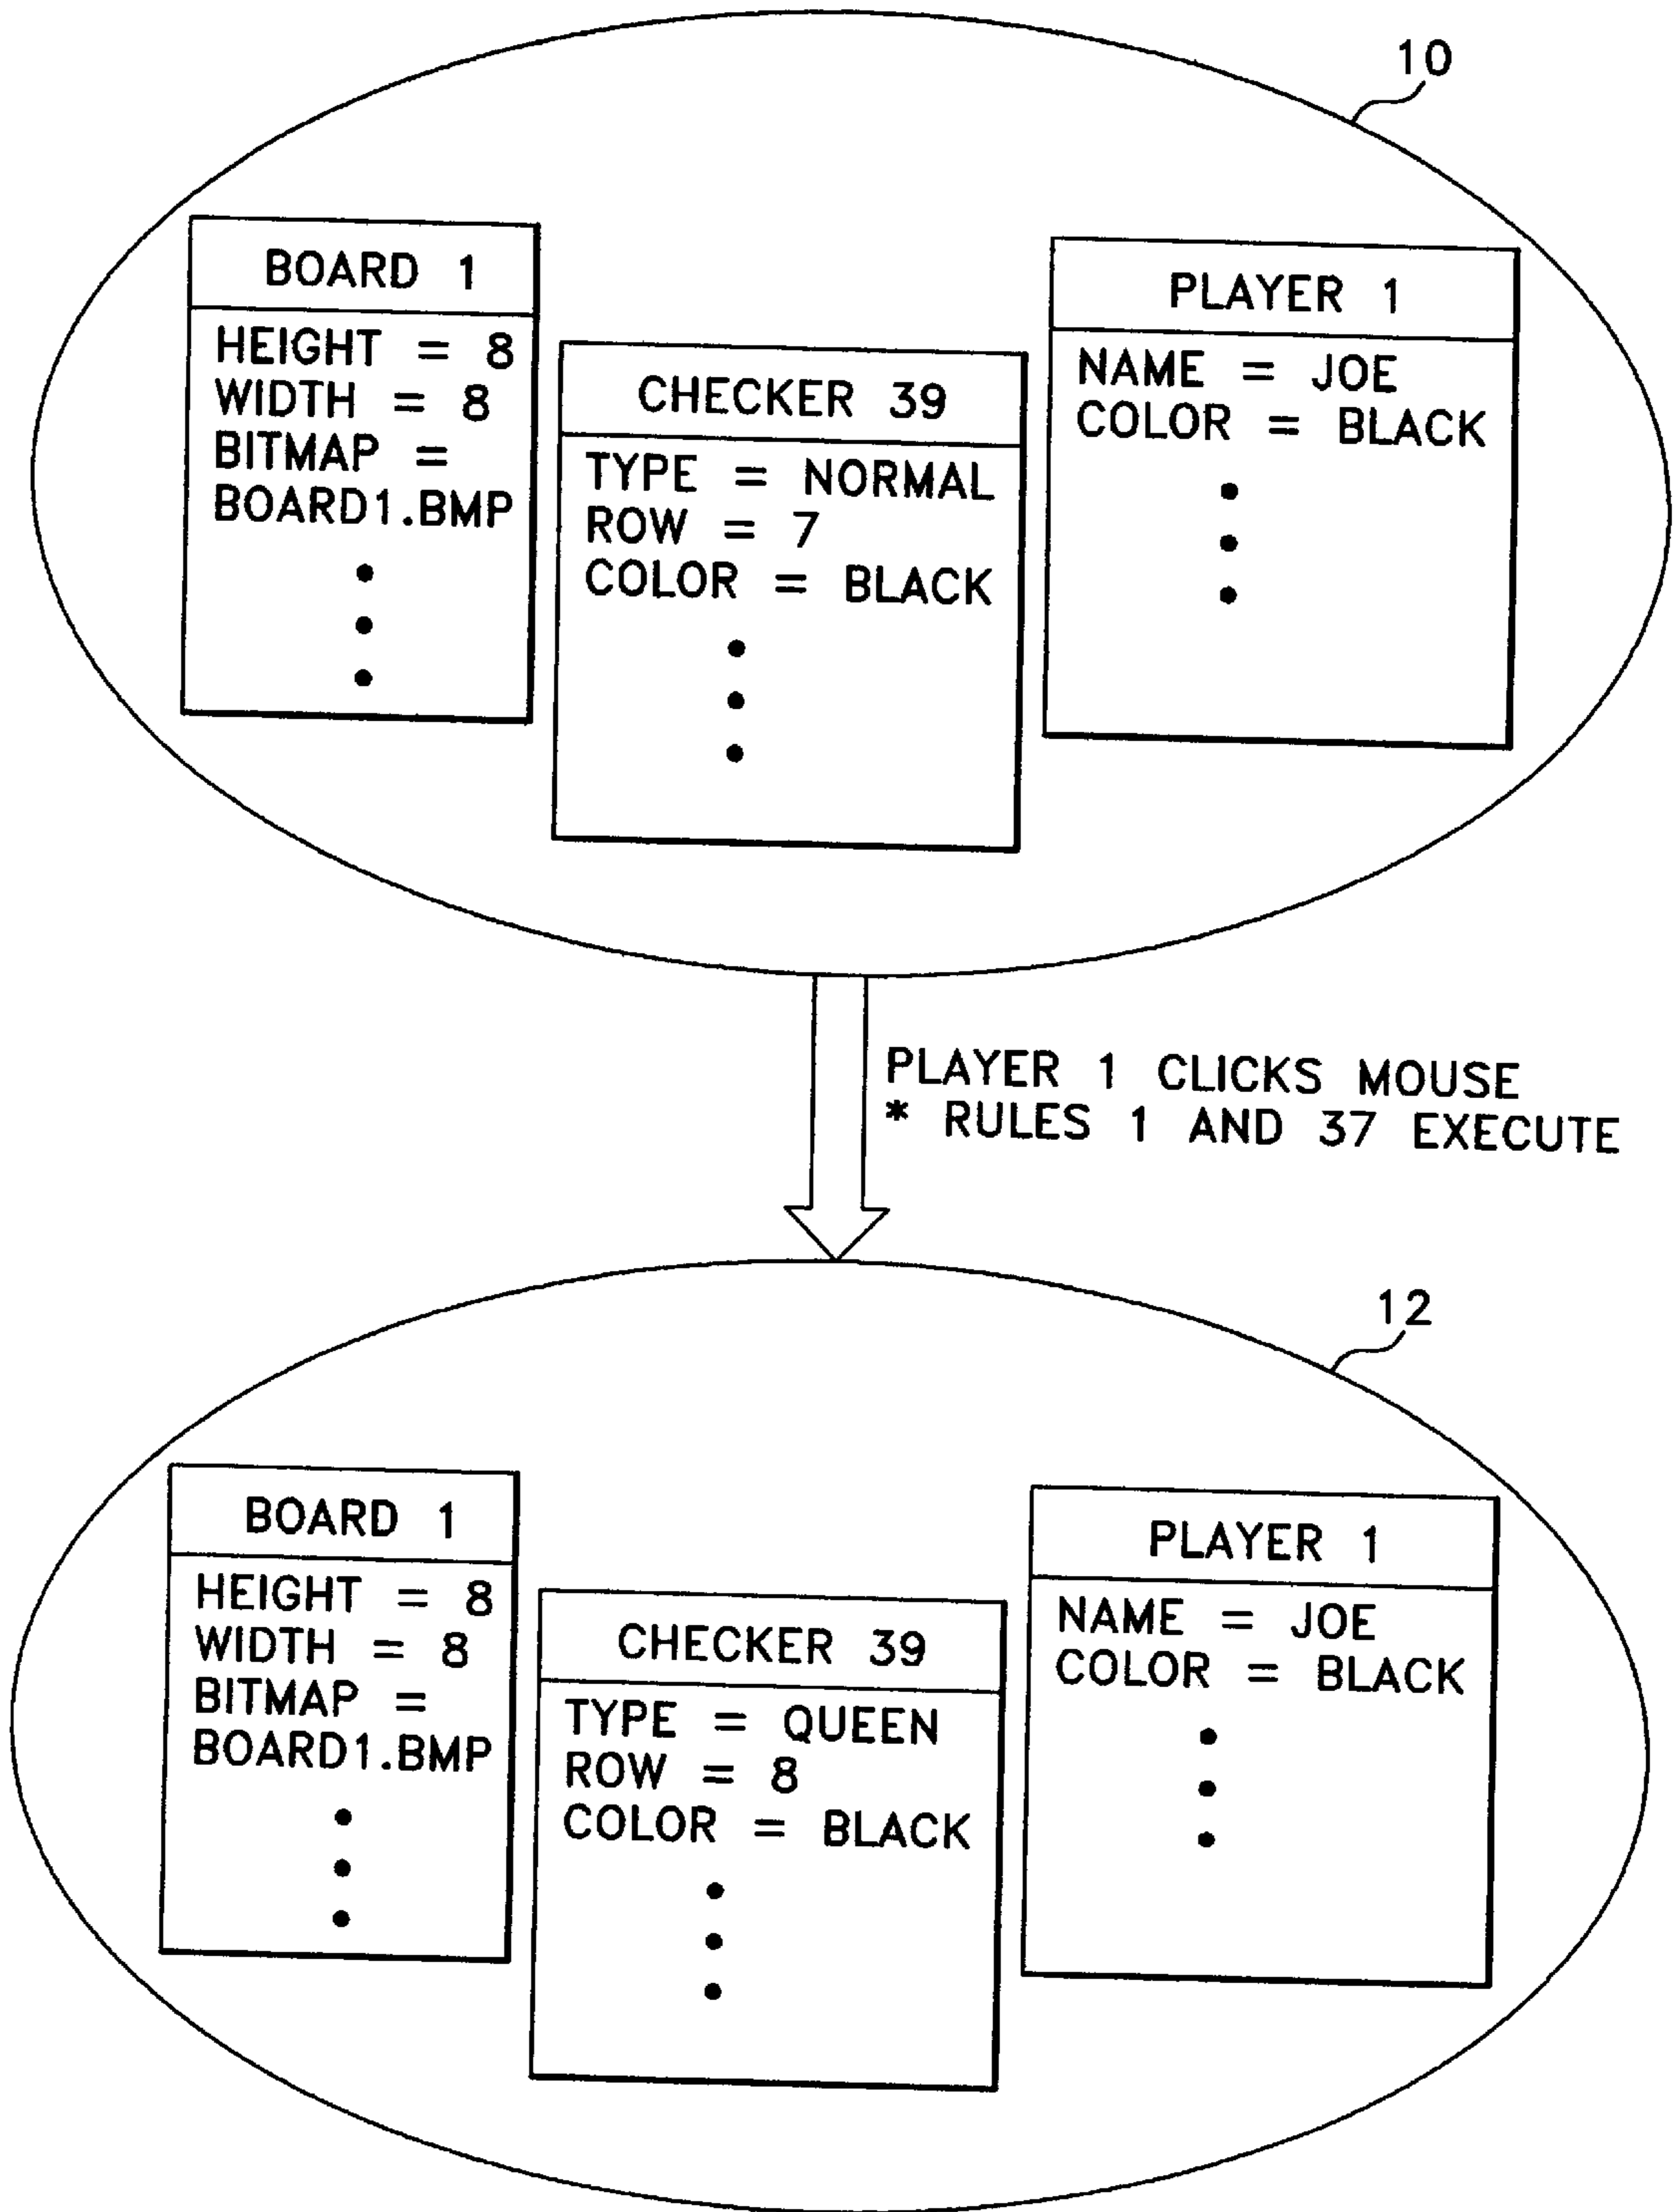 10
BOARD 1
HEIGHT = 8
WIDTH = 8
BITMAP =
BOARD1.BMP
CHECKER 39
TYPE = NORMAL
ROW = 7
COLOR = BLACK
PLAYER 1
NAME = JOE
COLOR = BLACK
PLAYER 1 CLICKS MOUSE
* RULES 1 AND 37 EXECUTE
12
BOARD 1
HEIGHT = 8
WIDTH = 8
BITMAP =
BOARD1.BMP
CHECKER 39
TYPE = QUEEN
ROW = 8
COLOR = BLACK
PLAYER 1
NAME = JOE
COLOR = BLACK